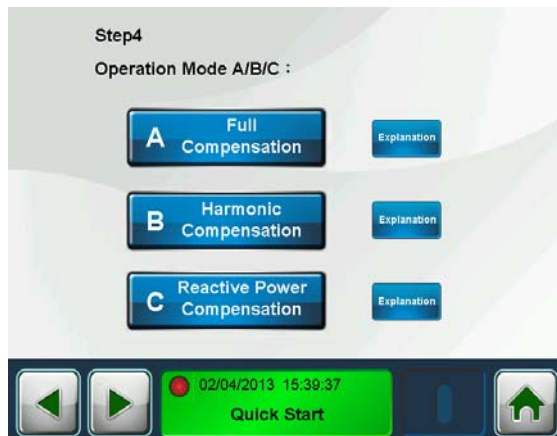 Step4
Operation Mode A/B/C :
A
Full
Compensation
Explanation
B
Harmonic
Compensation
Explanation
C
Reactive Power
Compensation
Explanation
02/04/2013 15:39:37
Quick Start